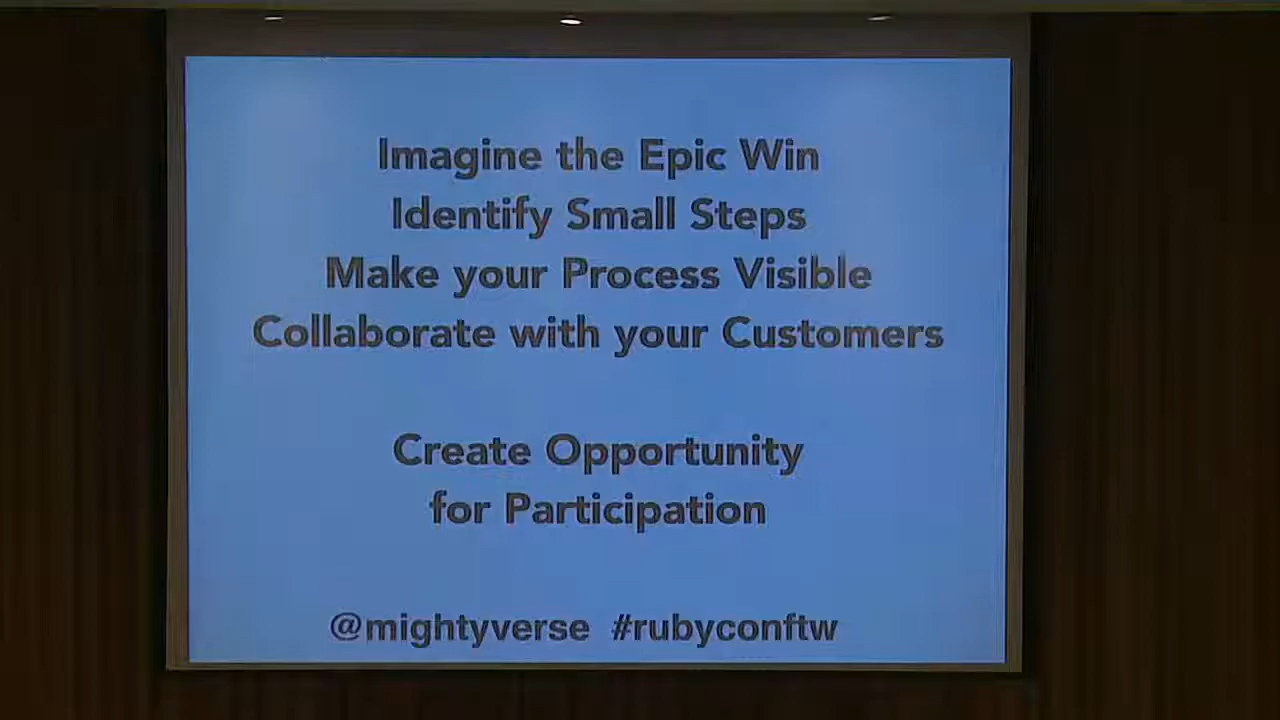 Imagine the Epic Win
Identify Small Steps
Make your Process Visible
Collaborate with your Customers
Create Opportunity
for Participation
@mightyverse #rubyconftw